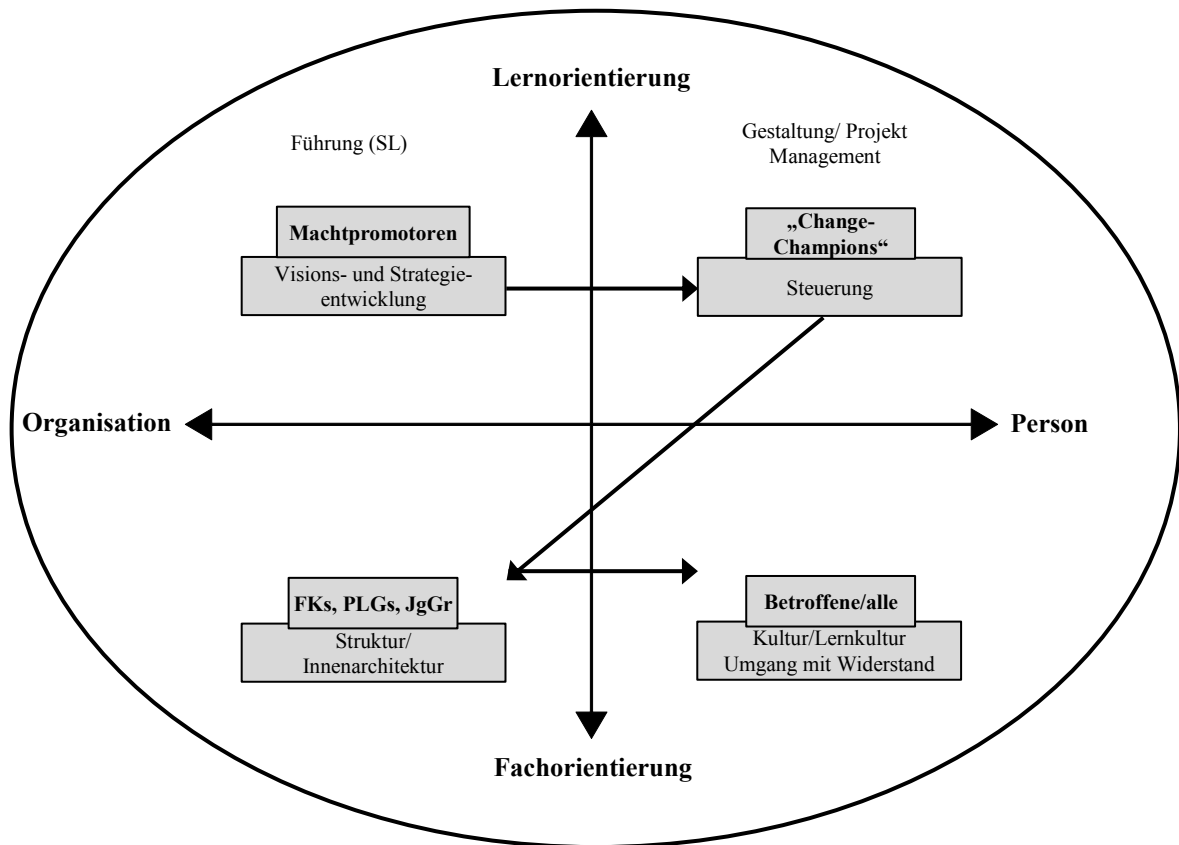 Lernorientierung
Führung (SL)
Gestaltung/ Projekt
Management
Machtpromotoren
Visions- und Strategie-
entwicklung
„Change-
Champions“
Steuerung
Organisation
Person
FKs, PLGs, JgGr
Struktur/
Innenarchitektur
Betroffene/alle
Kultur/Lernkultur
Umgang mit Widerstand
Fachorientierung